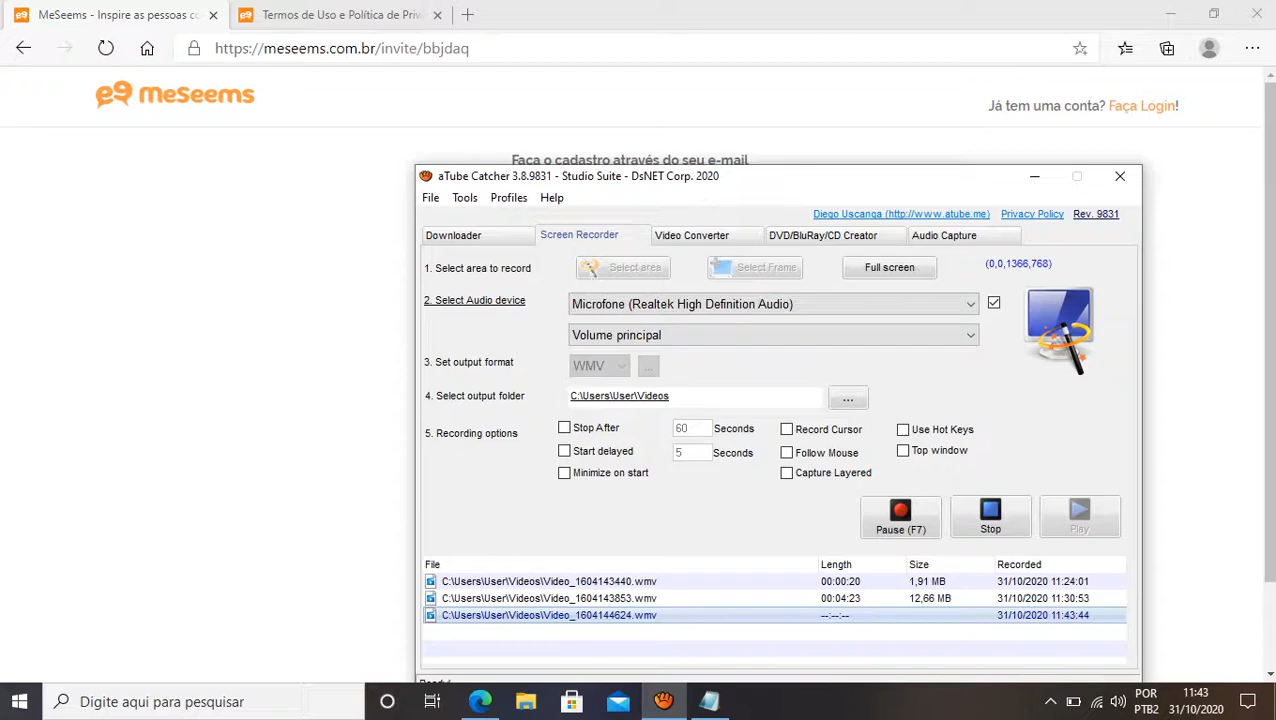 MeSeems - Inspire as pessoas co
Termos de Uso e Política de Priv
https://meseems.com.br/invite/bbjdaq
meseems
Já tem uma conta? Faça Login!
Faça o cadastro através do seu e-mail
aTube Catcher 3.8.9831 - Studio Suite - DsNET Corp. 2020
File Tools Profiles Help
Diego Uscanga (http://www.atube.me) Privacy Policy Rev. 9831
Downloader Screen Recorder Video Converter DVD/BluRay/CD Creator Audio Capture
1. Select area to record Select area Select Frame Full screen (0,0,1366,768)
2. Select Audio device Microfone (Realtek High Definition Audio)
Volume principal
3. Set output format WMV ...
4. Select output folder C:\Users\User\Videos ...
5. Recording options Stop After 60 Seconds Record Cursor Use Hot Keys
Start delayed 5 Seconds Follow Mouse Top window
Minimize on start Capture Layered
Pause (F7) Stop Play
File Length Size Recorded
C:\Users\User\Videos\Video_1604143440.wmv 00:00:20 1,91 MB 31/10/2020 11:24:01
C:\Users\User\Videos\Video_1604143853.wmv 00:04:23 12,66 MB 31/10/2020 11:30:53
C:\Users\User\Videos\Video_1604144624.wmv --:--:-- 31/10/2020 11:43:44
Digite aqui para pesquisar
POR 11:43
PTB2 31/10/2020